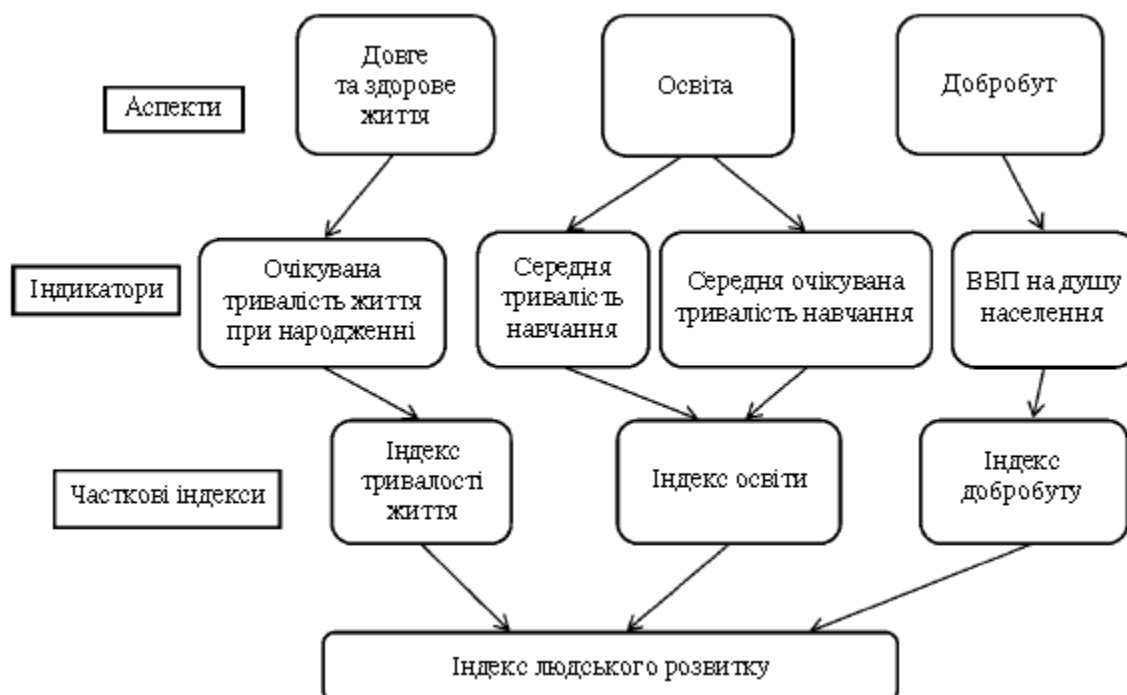 Аспекти
Довге
та здорове
життя
Освіта
Добробут
Індикатори
Очікувана
тривалість життя
при народженні
Середня
тривалість
навчання
Середня очікувана
тривалість навчання
ВВП на душу
населення
Часткові індекси
Індекс
тривалості
життя
Індекс освіти
Індекс
добробуту
Індекс людського розвитку